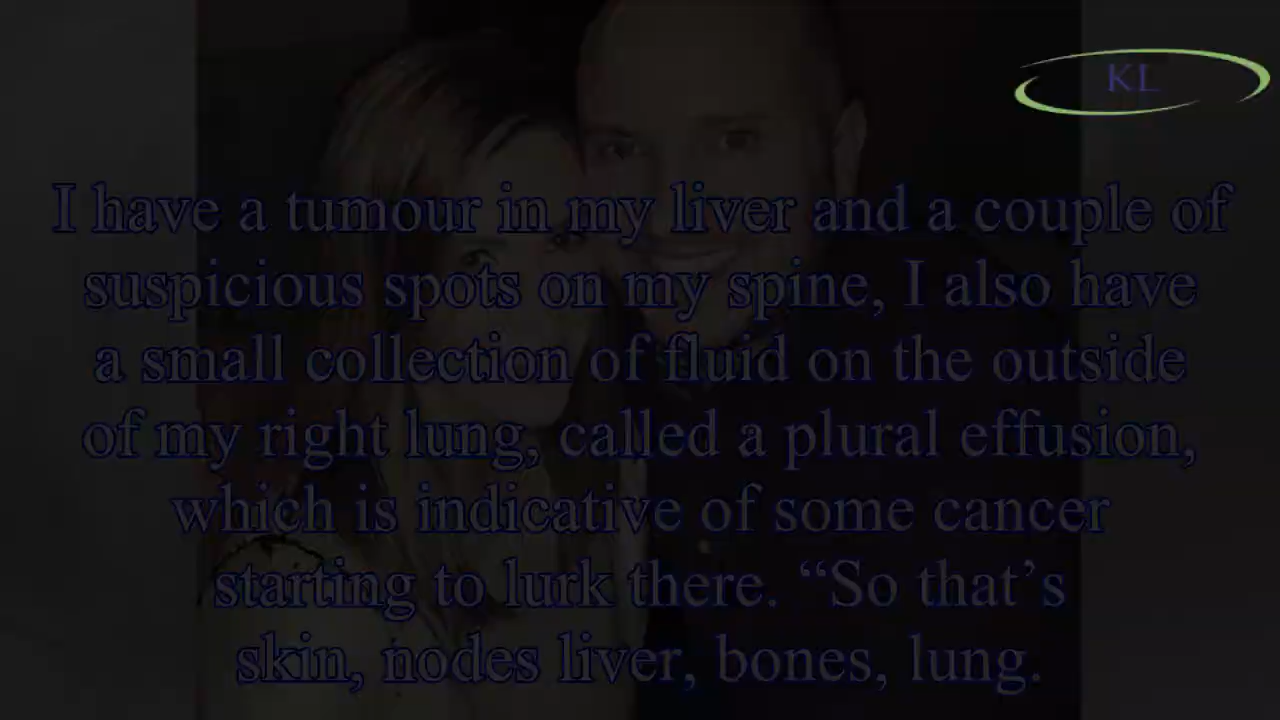 KL
I have a tumour in my liver and a couple of
suspicious spots on my spine, I also have
a small collection of fluid on the outside
of my right lung, called a plural effusion,
which is indicative of some cancer
starting to lurk there. “So that’s
skin, nodes liver, bones, lung.